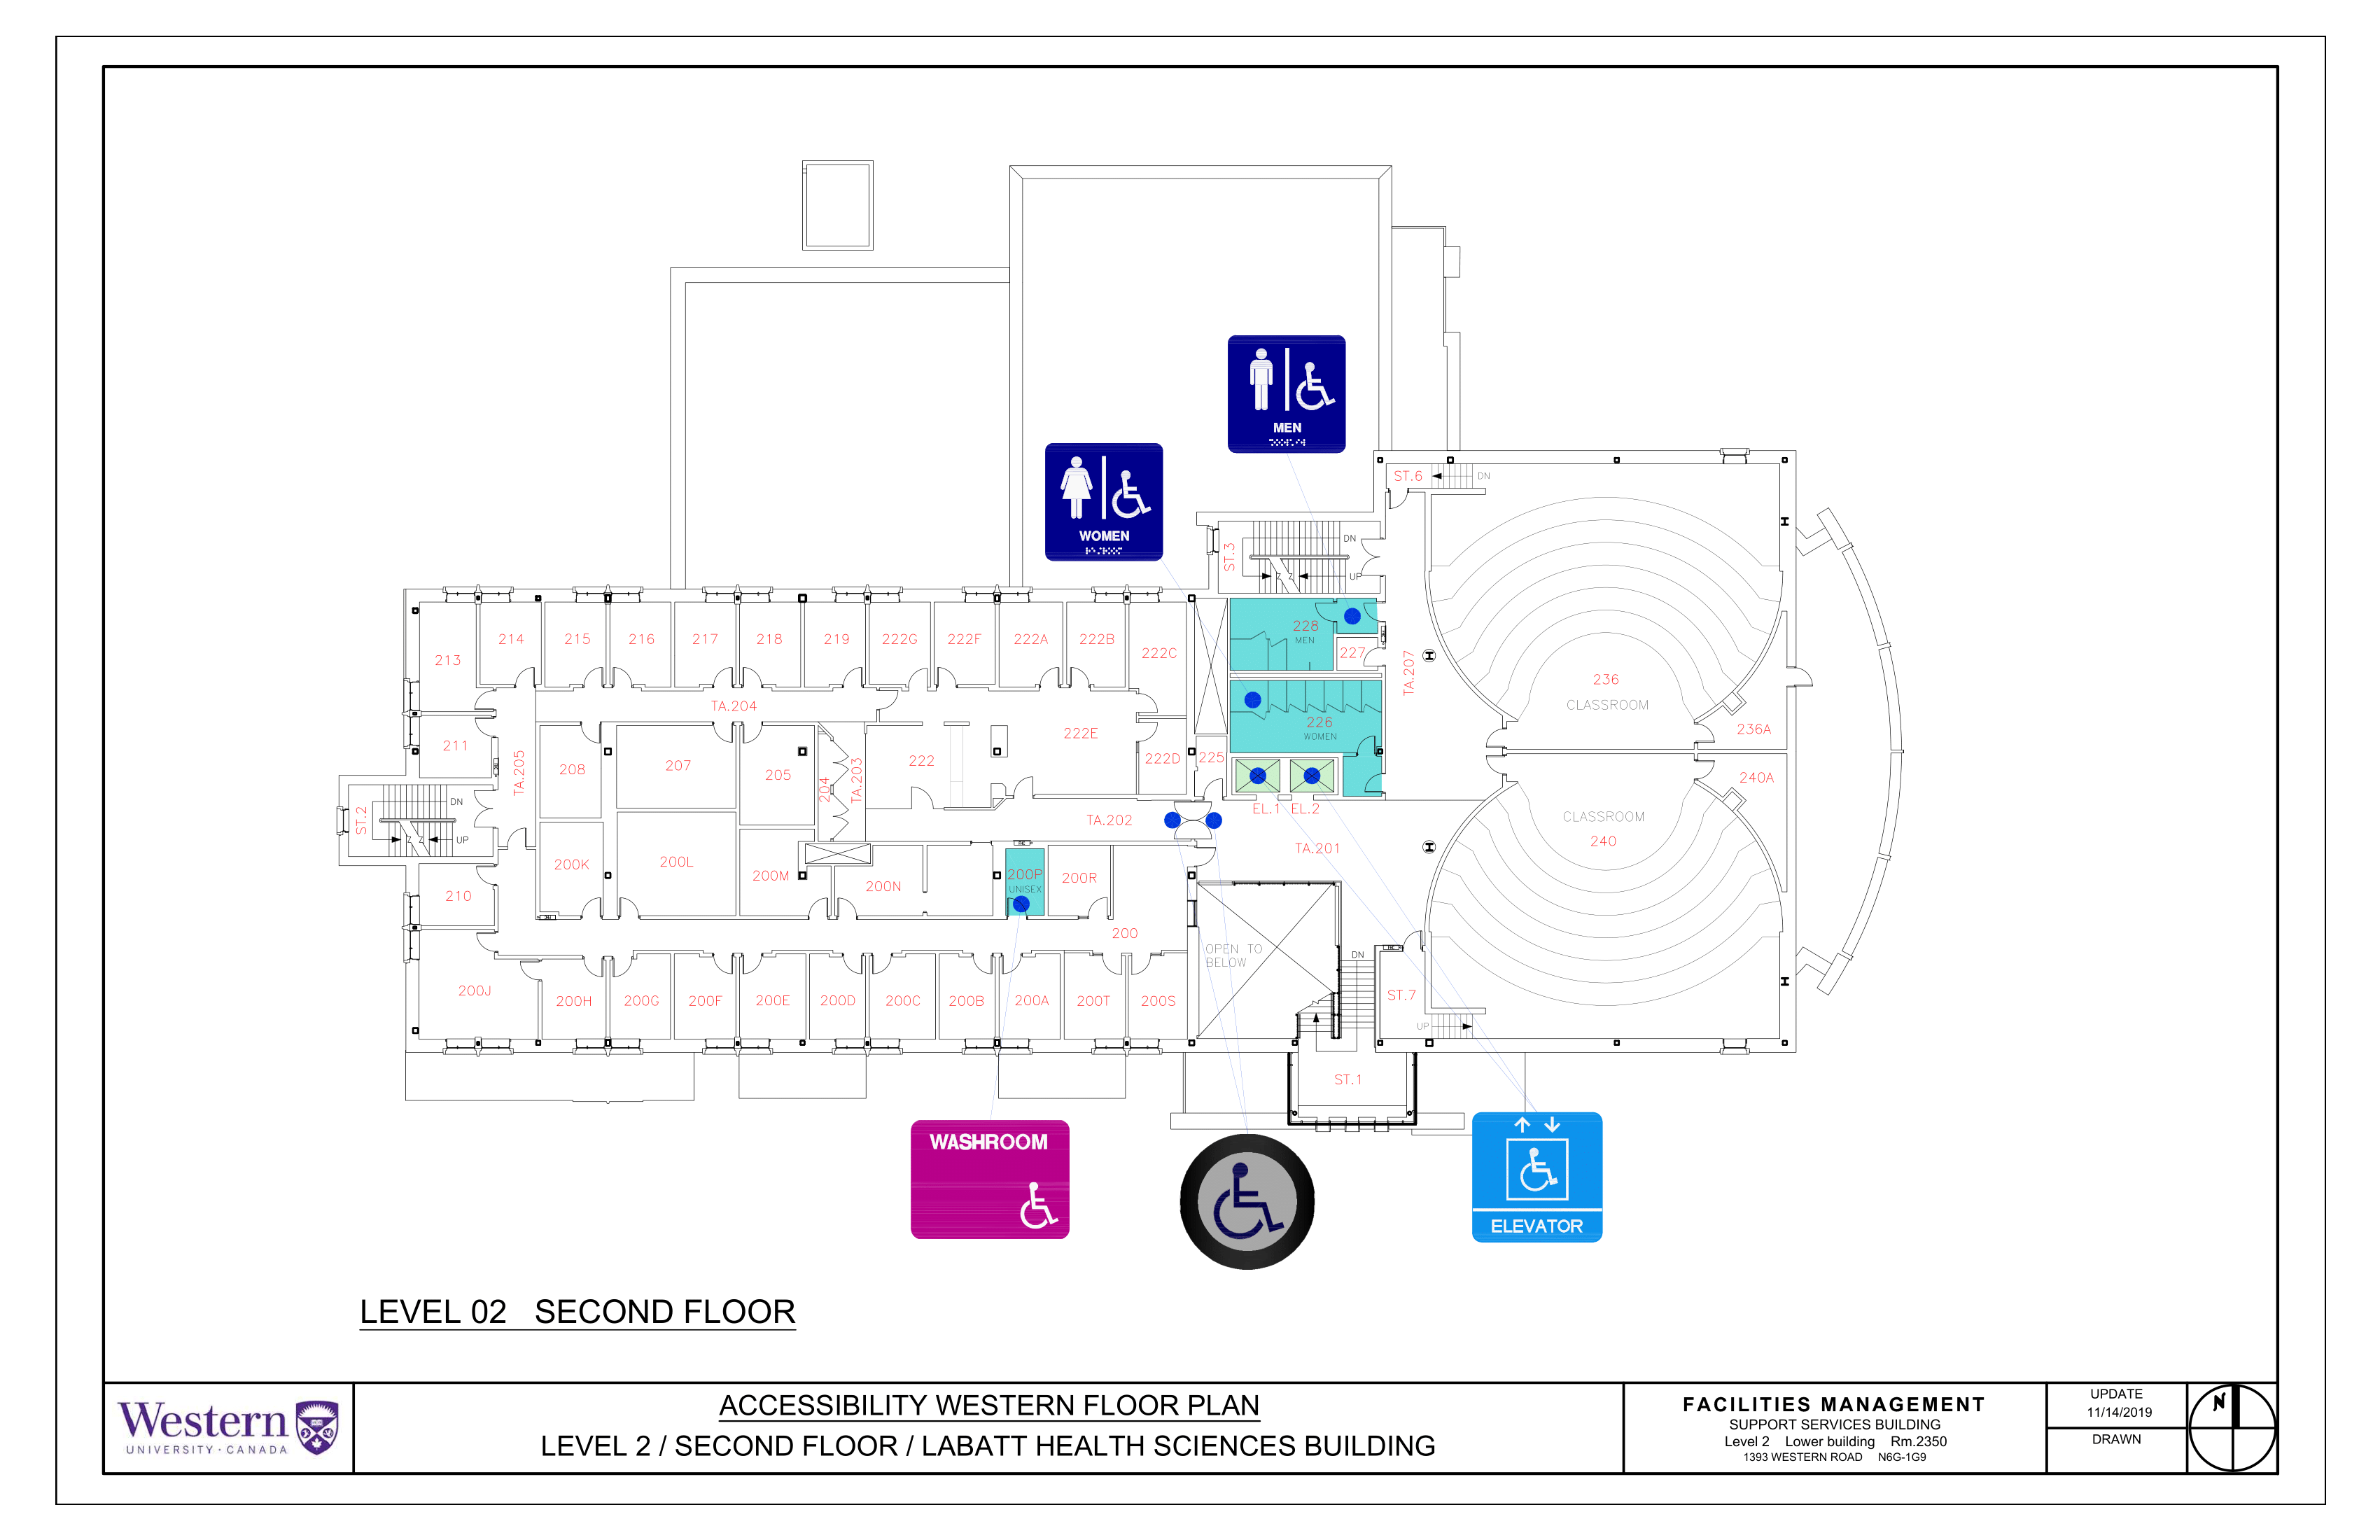 MEN
WOMEN
ST.6
DN
ST.3
DN
UP
214
215
216
217
218
219
222G
222F
222A
222B
222C
213
228
MEN
227
TA.207
236
CLASSROOM
236A
TA.204
211
TA.205
208
207
205
204
TA.203
222
222E
222D
225
226
WOMEN
240A
ST.2
DN
UP
EL.1
EL.2
TA.202
TA.201
CLASSROOM
240
200K
200L
200M
200N
200P
UNISEX
200R
210
200
OPEN TO
BELOW
DN
200J
200H
200G
200F
200E
200D
200C
200B
200A
200T
200S
ST.7
UP
ST.1
WASHROOM
ELEVATOR
LEVEL 02 SECOND FLOOR
Western
UNIVERSITY · CANADA
ACCESSIBILITY WESTERN FLOOR PLAN
LEVEL 2 / SECOND FLOOR / LABATT HEALTH SCIENCES BUILDING
FACILITIES MANAGEMENT
SUPPORT SERVICES BUILDING
Level 2 Lower building Rm.2350
1393 WESTERN ROAD N6G-1G9
UPDATE
11/14/2019
DRAWN
N